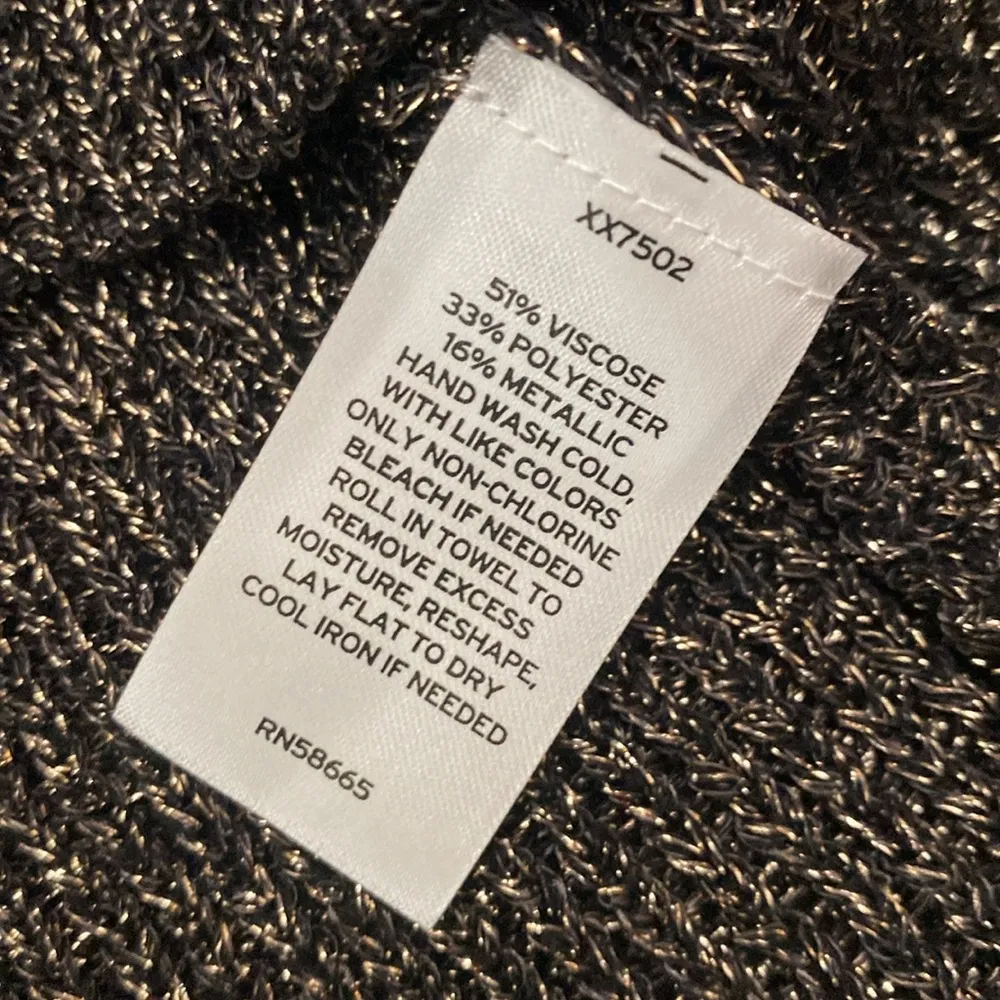 XX7502
51% VISCOSE
33% POLYESTER
16% METALLIC
HAND WASH COLD,
WITH LIKE COLORS
ONLY NON-CHLORINE
BLEACH IF NEEDED
ROLL IN TOWEL TO
REMOVE EXCESS
MOISTURE, RESHAPE,
LAY FLAT TO DRY
COOL IRON IF NEEDED
RN58665